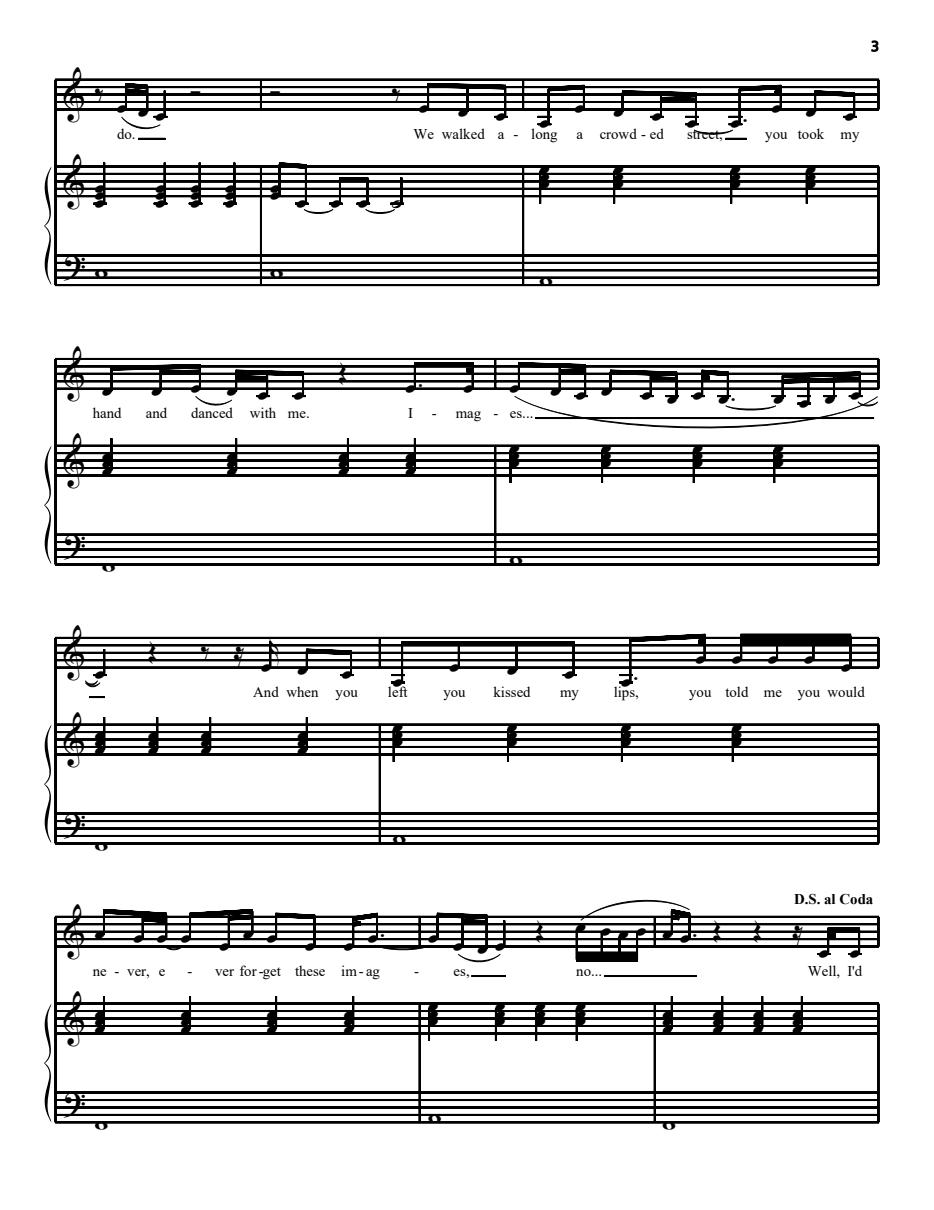 3
do. We walked a - long a crowd - ed street, you took my
hand and danced with me. I - mag - es...
And when you left you kissed my lips, you told me you would
D.S. al Coda
ne - ver, e - ver for - get these im - ag - es, no... Well, I'd